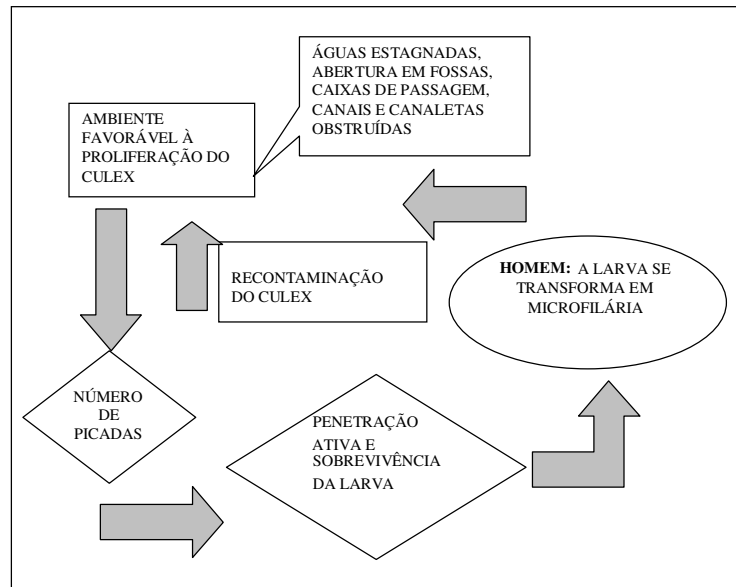 ÁGUAS ESTAGNADAS,
ABERTURA EM FOSSAS,
CAIXAS DE PASSAGEM,
CANAIS E CANALETAS
OBSTRUÍDAS
AMBIENTE
FAVORÁVEL À
PROLIFERAÇÃO DO
CULEX
RECONTAMINAÇÃO
DO CULEX
HOMEM: A LARVA SE
TRANSFORMA EM
MICROFILÁRIA
NÚMERO
DE
PICADAS
PENETRAÇÃO
ATIVA E
SOBREVIVÊNCIA
DA LARVA